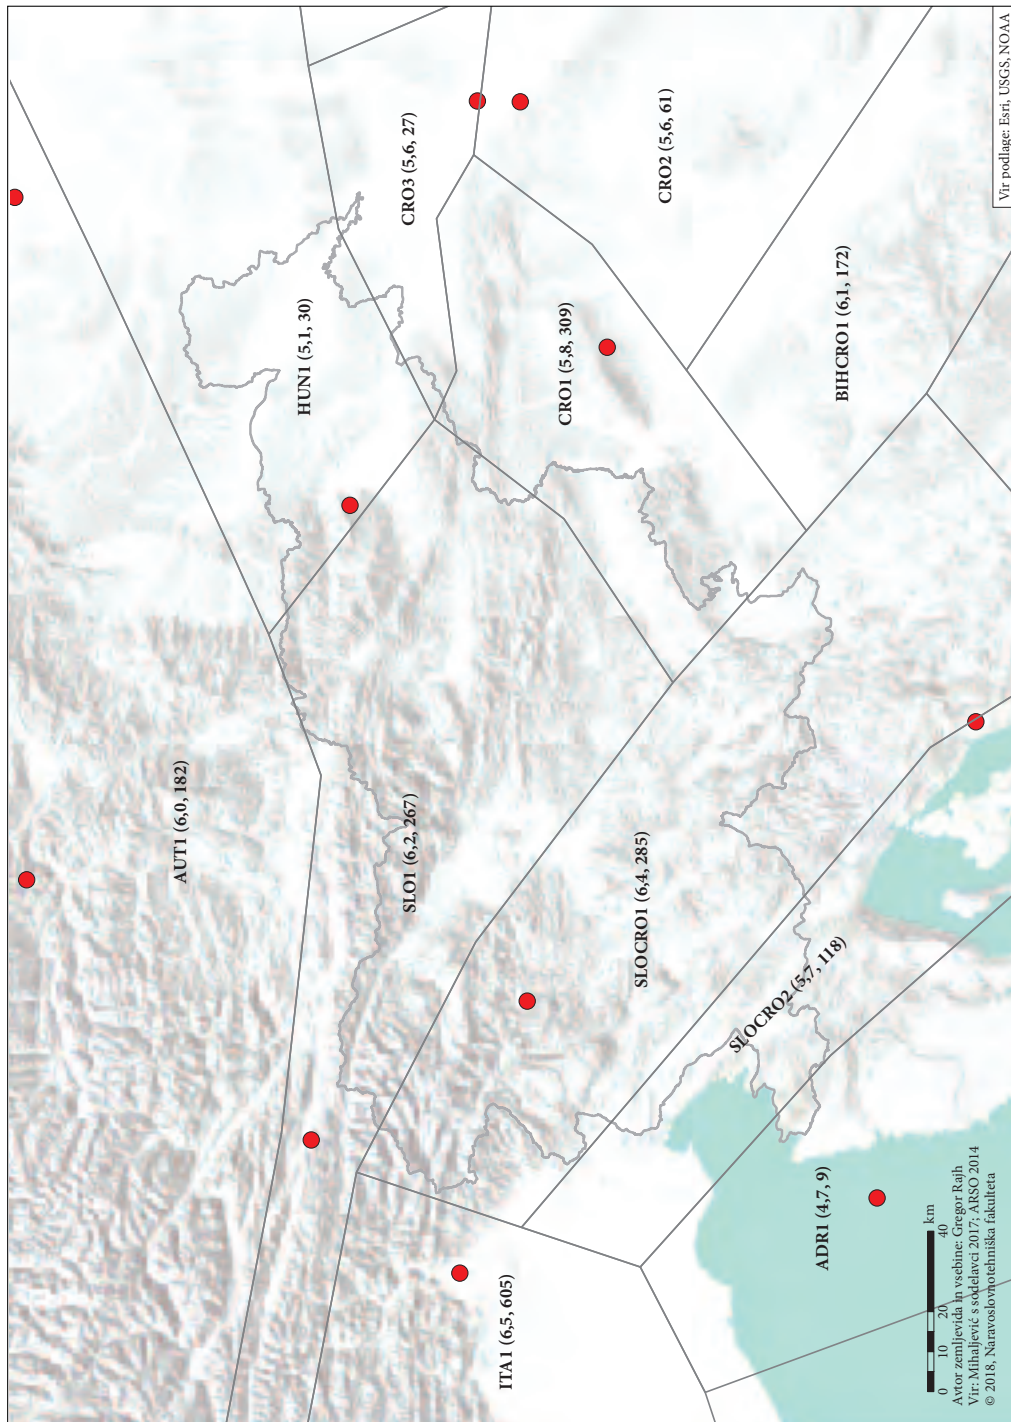 AUT1 (6,0, 182)
HUN1 (5,1, 30)
CRO3 (5,6, 27)
SLO1 (6,2, 267)
CRO1 (5,8, 309)
CRO2 (5,6, 61)
ITA1 (6,5, 605)
SLOCRO1 (6,4, 285)
SLOCRO2 (5,7, 118)
BIHCRO1 (6,1, 172)
ADR1 (4,7, 9)
0 10 20 40 km
Avtor zemljevida in vsebine: Gregor Rajh
Vir: Mihaljević s sodelavci 2017; ARSO 2014
© 2018, Naravoslovnotehniška fakulteta
Vir podlage: Esri, USGS, NOAA